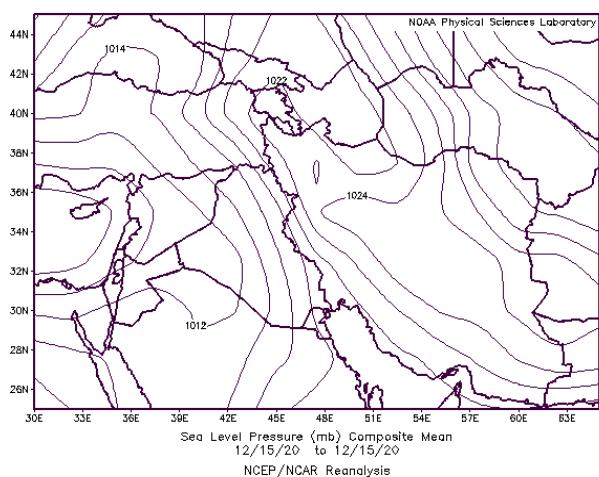 NOAA Physical Sciences Laboratory
44N
1014
42N
1022
40N
38N
36N
1024
34N
32N
30N
1012
28N
26N
30E 33E 36E 39E 42E 45E 48E 51E 54E 57E 60E 63E
Sea Level Pressure (mb) Composite Mean
12/15/20 to 12/15/20
NCEP/NCAR Reanalysis